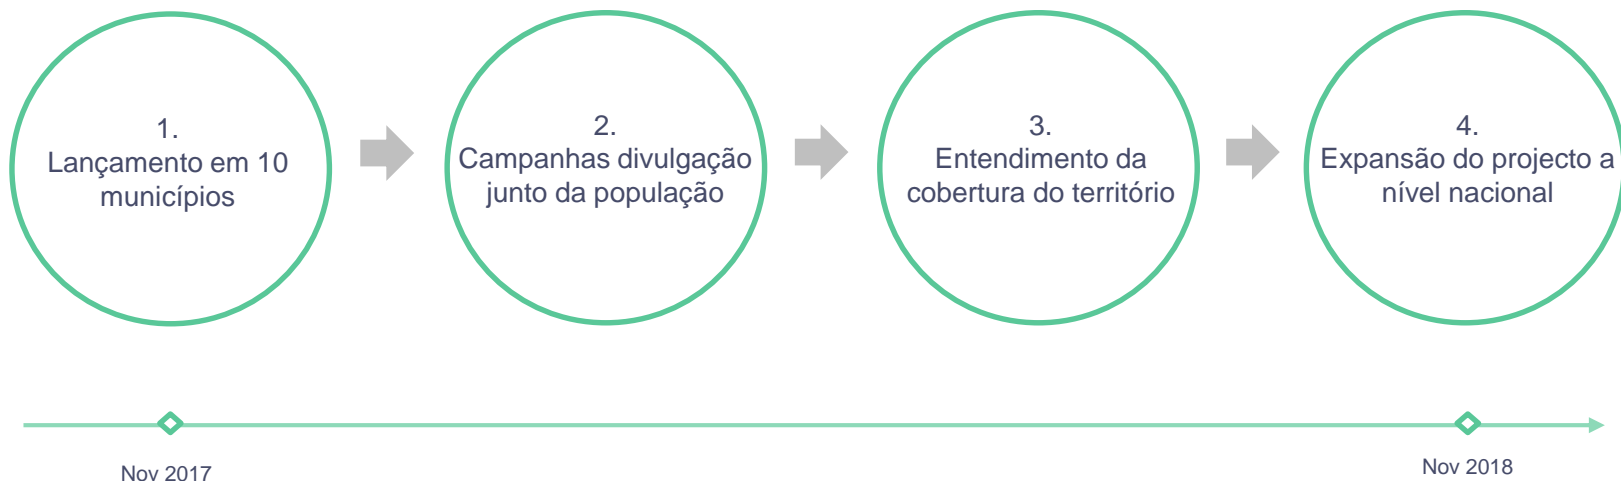 1.
Lançamento em 10
municípios
2.
Campanhas divulgação
junto da população
3.
Entendimento da
cobertura do território
4.
Expansão do projecto a
nível nacional
Nov 2017
Nov 2018